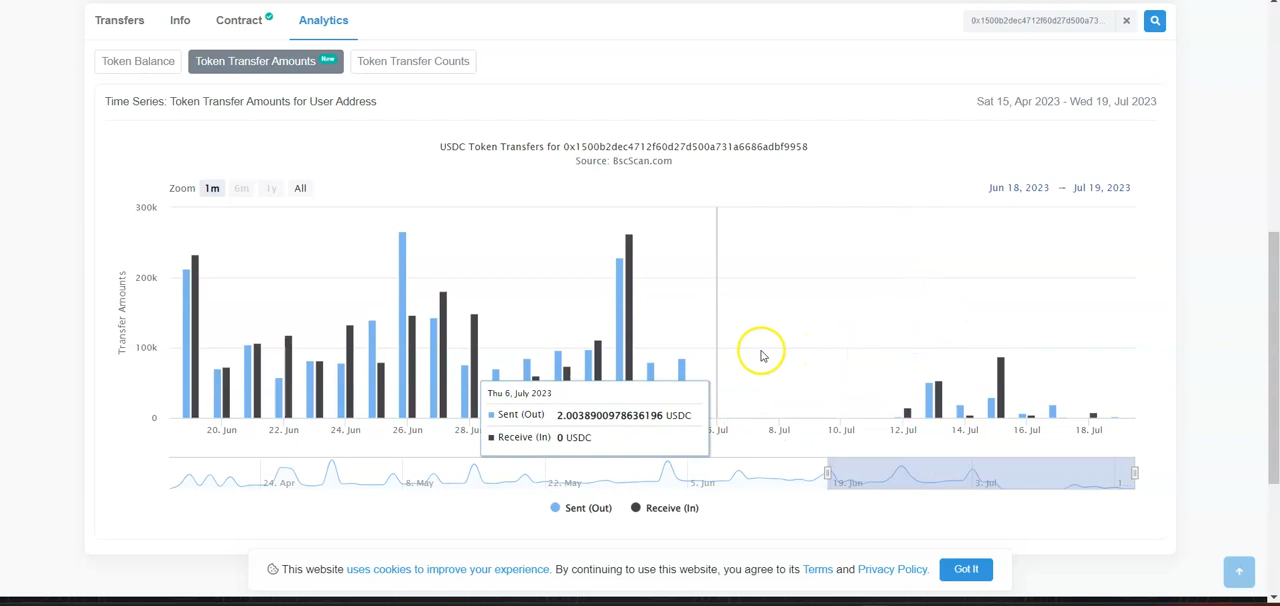 Transfers Info Contract Analytics
0x1500b2dec4712f60d27d500a73...
Token Balance Token Transfer Amounts New Token Transfer Counts
Time Series: Token Transfer Amounts for User Address
Sat 15, Apr 2023 - Wed 19, Jul 2023
USDC Token Transfers for 0x1500b2dec4712f60d27d500a731a6686adbf9958
Source: BscScan.com
Zoom 1m 6m 1y All
Jun 18, 2023 → Jul 19, 2023
300k
200k
100k
0
Transfer Amounts
Thu 6, July 2023
Sent (Out) 2.0038900978636196 USDC
Receive (In) 0 USDC
20. Jun 22. Jun 24. Jun 26. Jun 28. Ju . Jul 8. Jul 10. Jul 12. Jul 14. Jul 16. Jul 18. Jul
24. Apr 8. May 22. May 5. Jun 19. Jun 3. Jul 1...
Sent (Out) Receive (In)
This website uses cookies to improve your experience. By continuing to use this website, you agree to its Terms and Privacy Policy.
Got It